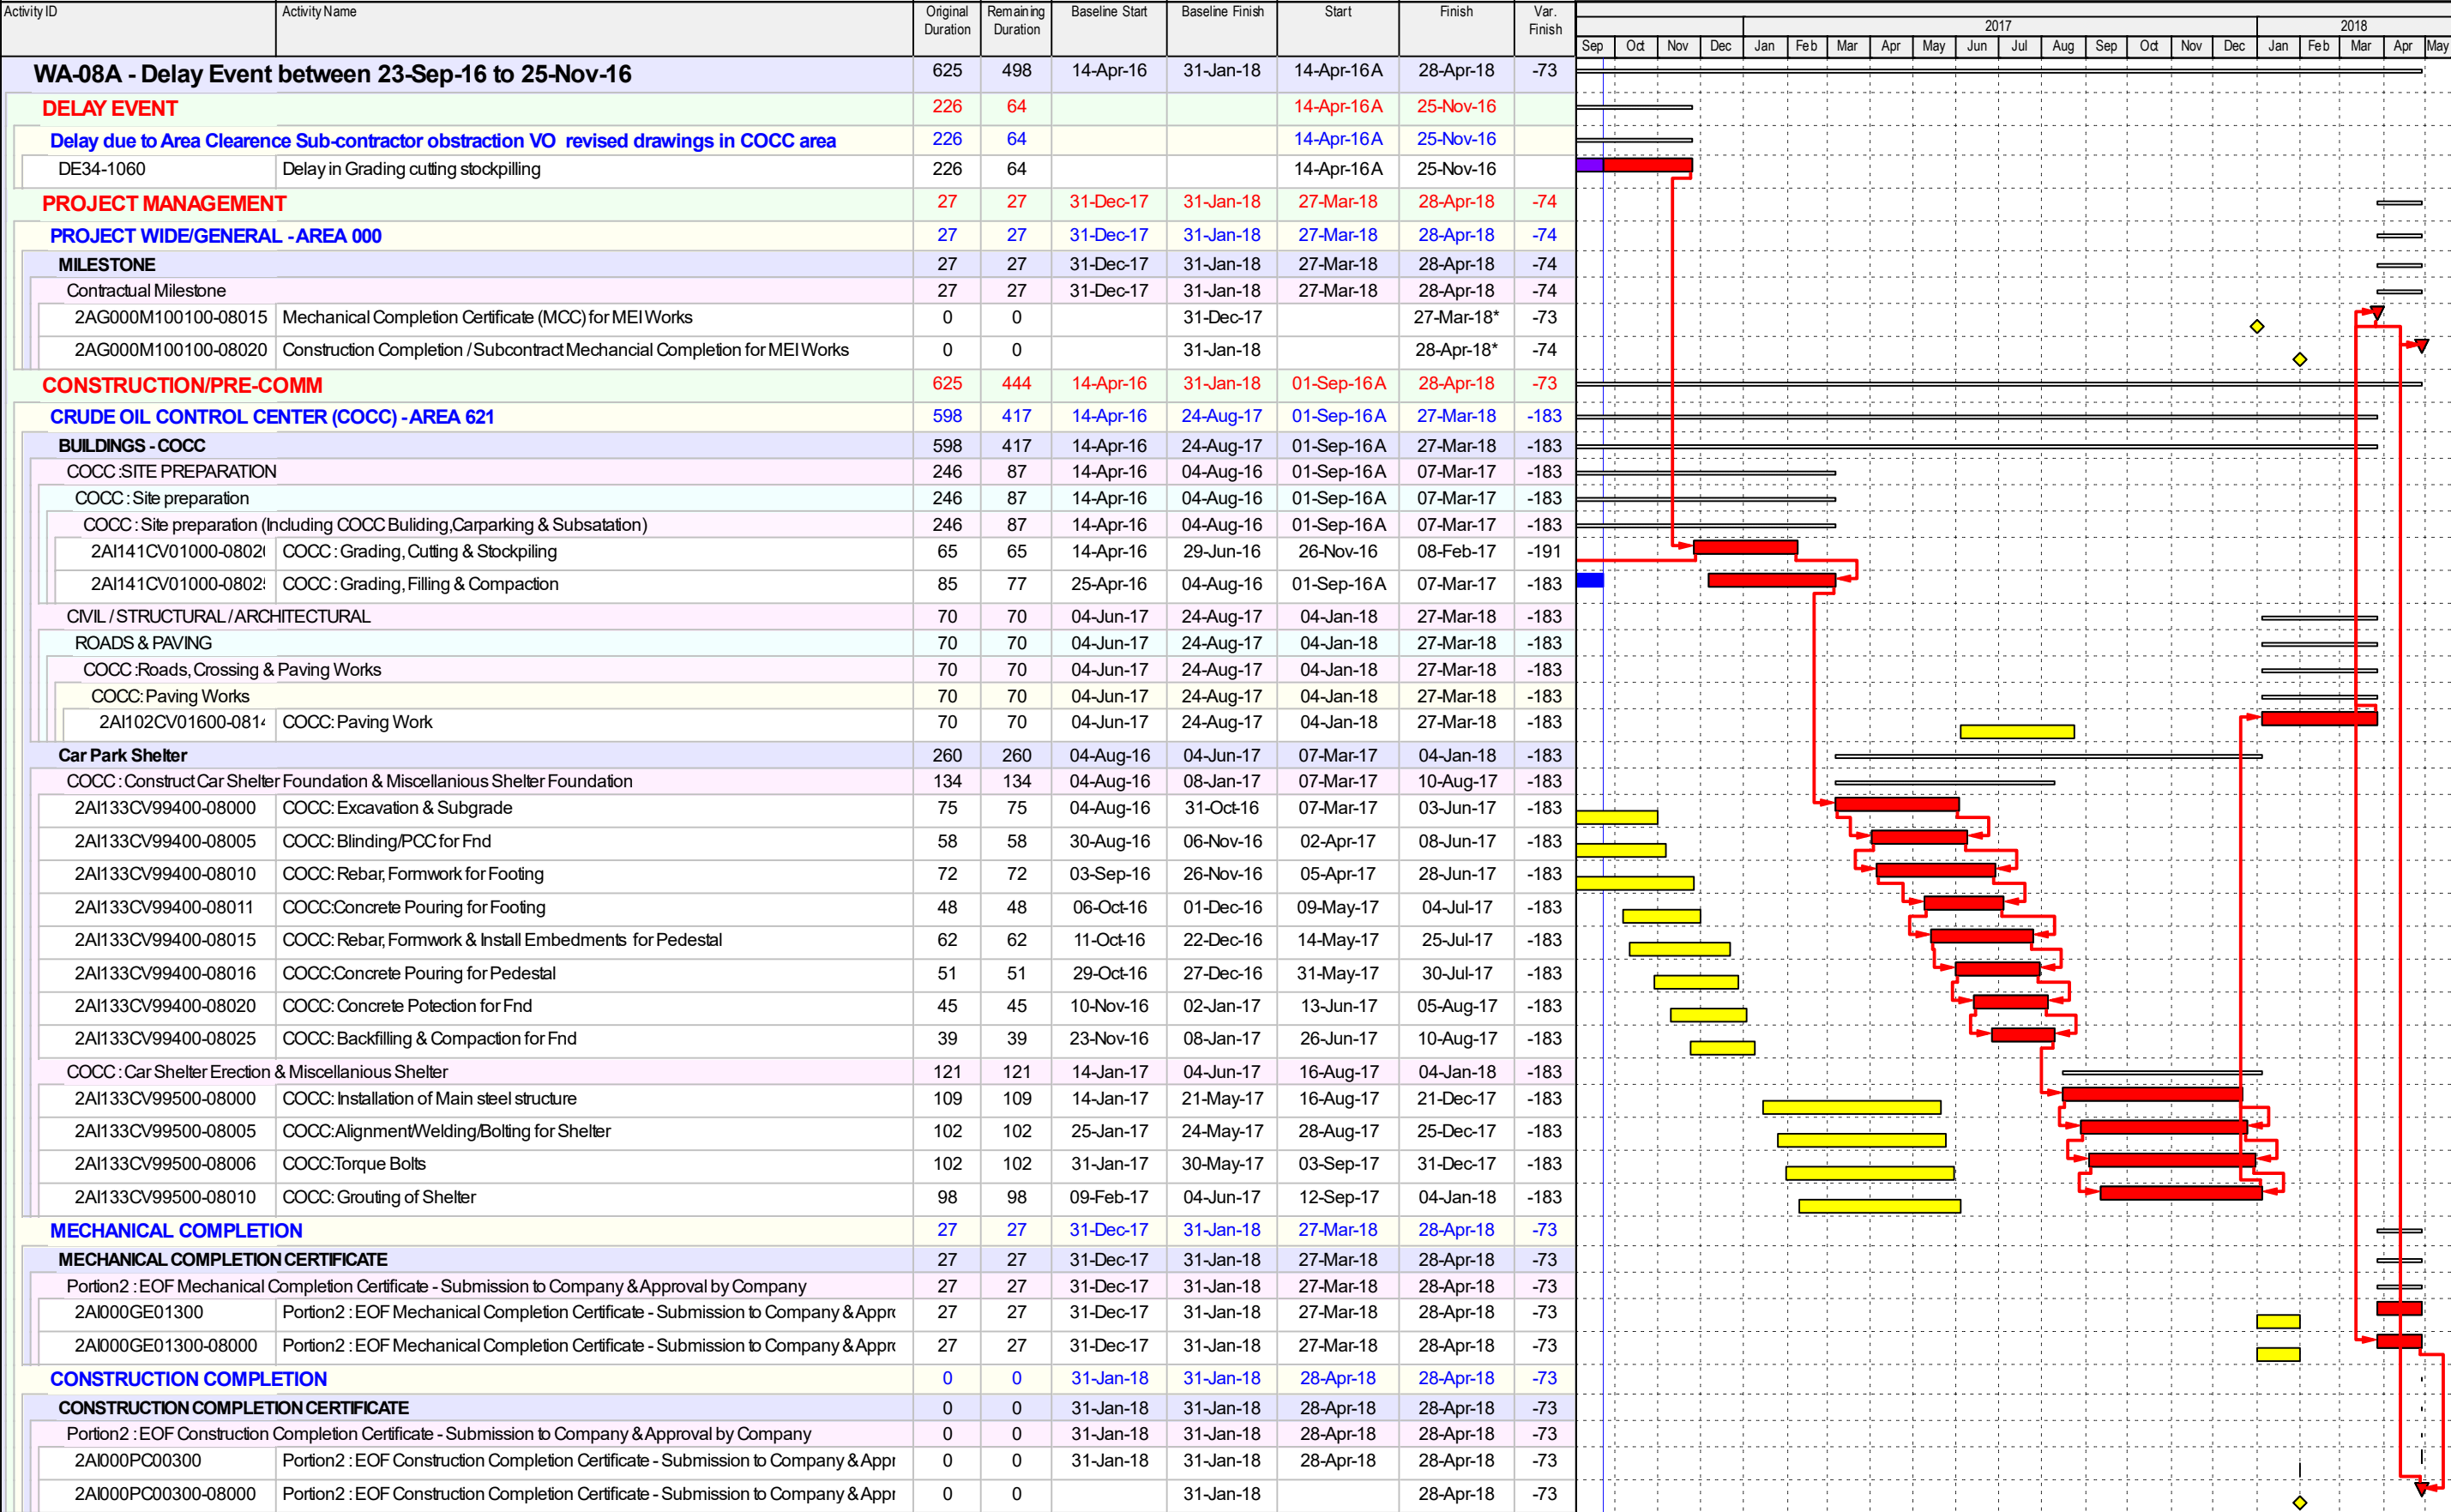 Activity ID Activity Name Original Duration Remaining Duration Baseline Start Baseline Finish Start Finish Var. Finish
2017 2018
Sep Oct Nov Dec Jan Feb Mar Apr May Jun Jul Aug Sep Oct Nov Dec Jan Feb Mar Apr May
WA-08A - Delay Event between 23-Sep-16 to 25-Nov-16 625 498 14-Apr-16 31-Jan-18 14-Apr-16 A 28-Apr-18 -73
DELAY EVENT 226 64 14-Apr-16 A 25-Nov-16
Delay due to Area Clearence Sub-contractor obstraction VO revised drawings in COCC area 226 64 14-Apr-16 A 25-Nov-16
DE34-1060 Delay in Grading cutting stockpilling 226 64 14-Apr-16 A 25-Nov-16
PROJECT MANAGEMENT 27 27 31-Dec-17 31-Jan-18 27-Mar-18 28-Apr-18 -74
PROJECT WIDE/GENERAL - AREA 000 27 27 31-Dec-17 31-Jan-18 27-Mar-18 28-Apr-18 -74
MILESTONE 27 27 31-Dec-17 31-Jan-18 27-Mar-18 28-Apr-18 -74
Contractual Milestone 27 27 31-Dec-17 31-Jan-18 27-Mar-18 28-Apr-18 -74
2AG000M100100-08015 Mechanical Completion Certificate (MCC) for MEI Works 0 0 31-Dec-17 27-Mar-18* -73
2AG000M100100-08020 Construction Completion / Subcontract Mechancial Completion for MEI Works 0 0 31-Jan-18 28-Apr-18* -74
CONSTRUCTION/PRE-COMM 625 444 14-Apr-16 31-Jan-18 01-Sep-16 A 28-Apr-18 -73
CRUDE OIL CONTROL CENTER (COCC) - AREA 621 598 417 14-Apr-16 24-Aug-17 01-Sep-16 A 27-Mar-18 -183
BUILDINGS - COCC 598 417 14-Apr-16 24-Aug-17 01-Sep-16 A 27-Mar-18 -183
COCC :SITE PREPARATION 246 87 14-Apr-16 04-Aug-16 01-Sep-16 A 07-Mar-17 -183
COCC : Site preparation 246 87 14-Apr-16 04-Aug-16 01-Sep-16 A 07-Mar-17 -183
COCC : Site preparation (Including COCC Buliding,Carparking & Subsatation) 246 87 14-Apr-16 04-Aug-16 01-Sep-16 A 07-Mar-17 -183
2AI141CV01000-0802 COCC : Grading, Cutting & Stockpiling 65 65 14-Apr-16 29-Jun-16 26-Nov-16 08-Feb-17 -191
2AI141CV01000-0802 COCC : Grading, Filling & Compaction 85 77 25-Apr-16 04-Aug-16 01-Sep-16 A 07-Mar-17 -183
CIVIL / STRUCTURAL / ARCHITECTURAL 70 70 04-Jun-17 24-Aug-17 04-Jan-18 27-Mar-18 -183
ROADS & PAVING 70 70 04-Jun-17 24-Aug-17 04-Jan-18 27-Mar-18 -183
COCC :Roads, Crossing & Paving Works 70 70 04-Jun-17 24-Aug-17 04-Jan-18 27-Mar-18 -183
COCC: Paving Works 70 70 04-Jun-17 24-Aug-17 04-Jan-18 27-Mar-18 -183
2AI102CV01600-081 COCC: Paving Work 70 70 04-Jun-17 24-Aug-17 04-Jan-18 27-Mar-18 -183
Car Park Shelter 260 260 04-Aug-16 04-Jun-17 07-Mar-17 04-Jan-18 -183
COCC : Construct Car Shelter Foundation & Miscellanious Shelter Foundation 134 134 04-Aug-16 08-Jan-17 07-Mar-17 10-Aug-17 -183
2AI133CV99400-08000 COCC: Excavation & Subgrade 75 75 04-Aug-16 31-Oct-16 07-Mar-17 03-Jun-17 -183
2AI133CV99400-08005 COCC: Blinding/PCC for Fnd 58 58 30-Aug-16 06-Nov-16 02-Apr-17 08-Jun-17 -183
2AI133CV99400-08010 COCC: Rebar, Formwork for Footing 72 72 03-Sep-16 26-Nov-16 05-Apr-17 28-Jun-17 -183
2AI133CV99400-08011 COCC:Concrete Pouring for Footing 48 48 06-Oct-16 01-Dec-16 09-May-17 04-Jul-17 -183
2AI133CV99400-08015 COCC: Rebar, Formwork & Install Embedments for Pedestal 62 62 11-Oct-16 22-Dec-16 14-May-17 25-Jul-17 -183
2AI133CV99400-08016 COCC:Concrete Pouring for Pedestal 51 51 29-Oct-16 27-Dec-16 31-May-17 30-Jul-17 -183
2AI133CV99400-08020 COCC: Concrete Potection for Fnd 45 45 10-Nov-16 02-Jan-17 13-Jun-17 05-Aug-17 -183
2AI133CV99400-08025 COCC: Backfilling & Compaction for Fnd 39 39 23-Nov-16 08-Jan-17 26-Jun-17 10-Aug-17 -183
COCC : Car Shelter Erection & Miscellanious Shelter 121 121 14-Jan-17 04-Jun-17 16-Aug-17 04-Jan-18 -183
2AI133CV99500-08000 COCC: Installation of Main steel structure 109 109 14-Jan-17 21-May-17 16-Aug-17 21-Dec-17 -183
2AI133CV99500-08005 COCC:Alignment/Welding/Bolting for Shelter 102 102 25-Jan-17 24-May-17 28-Aug-17 25-Dec-17 -183
2AI133CV99500-08006 COCC:Torque Bolts 102 102 31-Jan-17 30-May-17 03-Sep-17 31-Dec-17 -183
2AI133CV99500-08010 COCC: Grouting of Shelter 98 98 09-Feb-17 04-Jun-17 12-Sep-17 04-Jan-18 -183
MECHANICAL COMPLETION 27 27 31-Dec-17 31-Jan-18 27-Mar-18 28-Apr-18 -73
MECHANICAL COMPLETION CERTIFICATE 27 27 31-Dec-17 31-Jan-18 27-Mar-18 28-Apr-18 -73
Portion2 : EOF Mechanical Completion Certificate - Submission to Company & Approval by Company 27 27 31-Dec-17 31-Jan-18 27-Mar-18 28-Apr-18 -73
2AI000GE01300 Portion2 : EOF Mechanical Completion Certificate - Submission to Company & Appro 27 27 31-Dec-17 31-Jan-18 27-Mar-18 28-Apr-18 -73
2AI000GE01300-08000 Portion2 : EOF Mechanical Completion Certificate - Submission to Company & Appro 27 27 31-Dec-17 31-Jan-18 27-Mar-18 28-Apr-18 -73
CONSTRUCTION COMPLETION 0 0 31-Jan-18 31-Jan-18 28-Apr-18 28-Apr-18 -73
CONSTRUCTION COMPLETION CERTIFICATE 0 0 31-Jan-18 31-Jan-18 28-Apr-18 28-Apr-18 -73
Portion2 : EOF Construction Completion Certificate - Submission to Company & Approval by Company 0 0 31-Jan-18 31-Jan-18 28-Apr-18 28-Apr-18 -73
2AI000PC00300 Portion2 : EOF Construction Completion Certificate - Submission to Company & Appr 0 0 31-Jan-18 31-Jan-18 28-Apr-18 28-Apr-18 -73
2AI000PC00300-08000 Portion2 : EOF Construction Completion Certificate - Submission to Company & Appr 0 0 31-Jan-18 28-Apr-18 -73